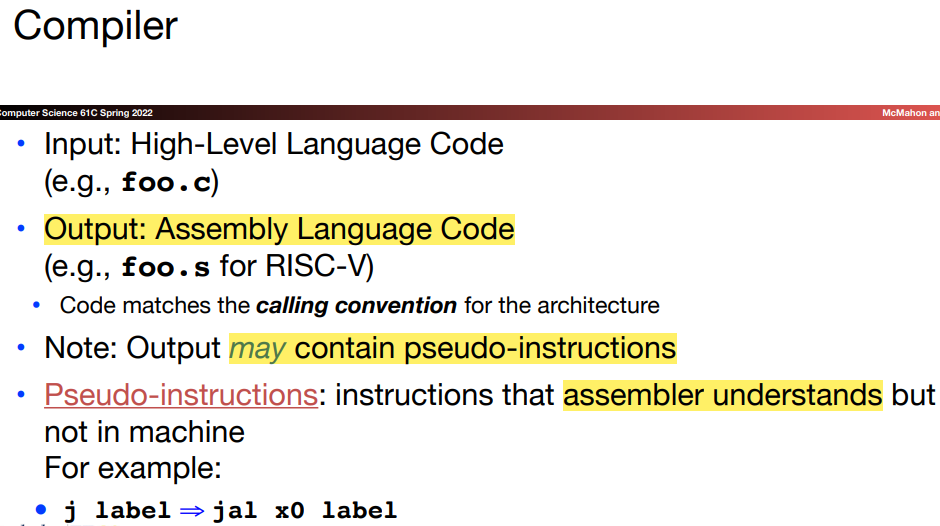 Compiler
Computer Science 61C Spring 2022
McMahon an
• Input: High-Level Language Code
(e.g., foo.c)
• Output: Assembly Language Code
(e.g., foo.s for RISC-V)
• Code matches the calling convention for the architecture
• Note: Output may contain pseudo-instructions
• Pseudo-instructions: instructions that assembler understands but
not in machine
For example:
• j label ⇒ jal x0 label